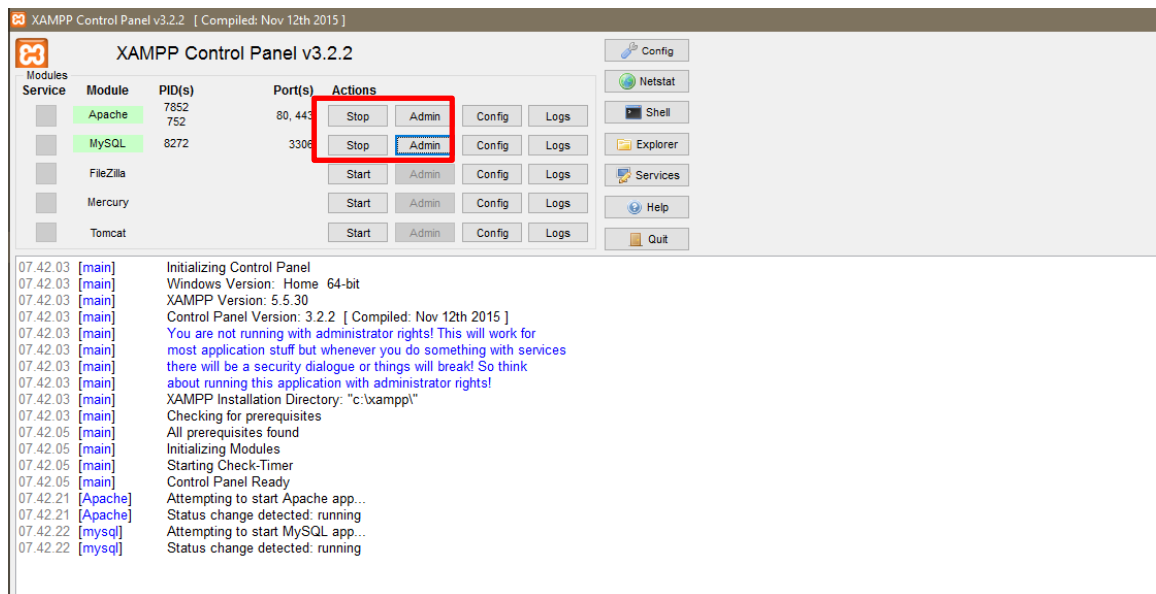 XAMPP Control Panel v3.2.2 [ Compiled: Nov 12th 2015 ]
XAMPP Control Panel v3.2.2
Config
Modules
Service Module PID(s) Port(s) Actions
Netstat
Apache 7852 752 80, 443 Stop Admin Config Logs
Shell
MySQL 8272 3306 Stop Admin Config Logs
Explorer
FileZilla Start Admin Config Logs
Services
Mercury Start Admin Config Logs
Help
Tomcat Start Admin Config Logs
Quit
07.42.03 [main] Initializing Control Panel
07.42.03 [main] Windows Version: Home 64-bit
07.42.03 [main] XAMPP Version: 5.5.30
07.42.03 [main] Control Panel Version: 3.2.2 [ Compiled: Nov 12th 2015 ]
07.42.03 [main] You are not running with administrator rights! This will work for
07.42.03 [main] most application stuff but whenever you do something with services
07.42.03 [main] there will be a security dialogue or things will break! So think
07.42.03 [main] about running this application with administrator rights!
07.42.03 [main] XAMPP Installation Directory: "c:\xampp\"
07.42.03 [main] Checking for prerequisites
07.42.05 [main] All prerequisites found
07.42.05 [main] Initializing Modules
07.42.05 [main] Starting Check-Timer
07.42.05 [main] Control Panel Ready
07.42.21 [Apache] Attempting to start Apache app...
07.42.21 [Apache] Status change detected: running
07.42.22 [mysql] Attempting to start MySQL app...
07.42.22 [mysql] Status change detected: running